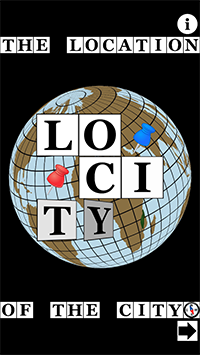 i
THE LOCATION
LO
CI
TY
OF THE CITY